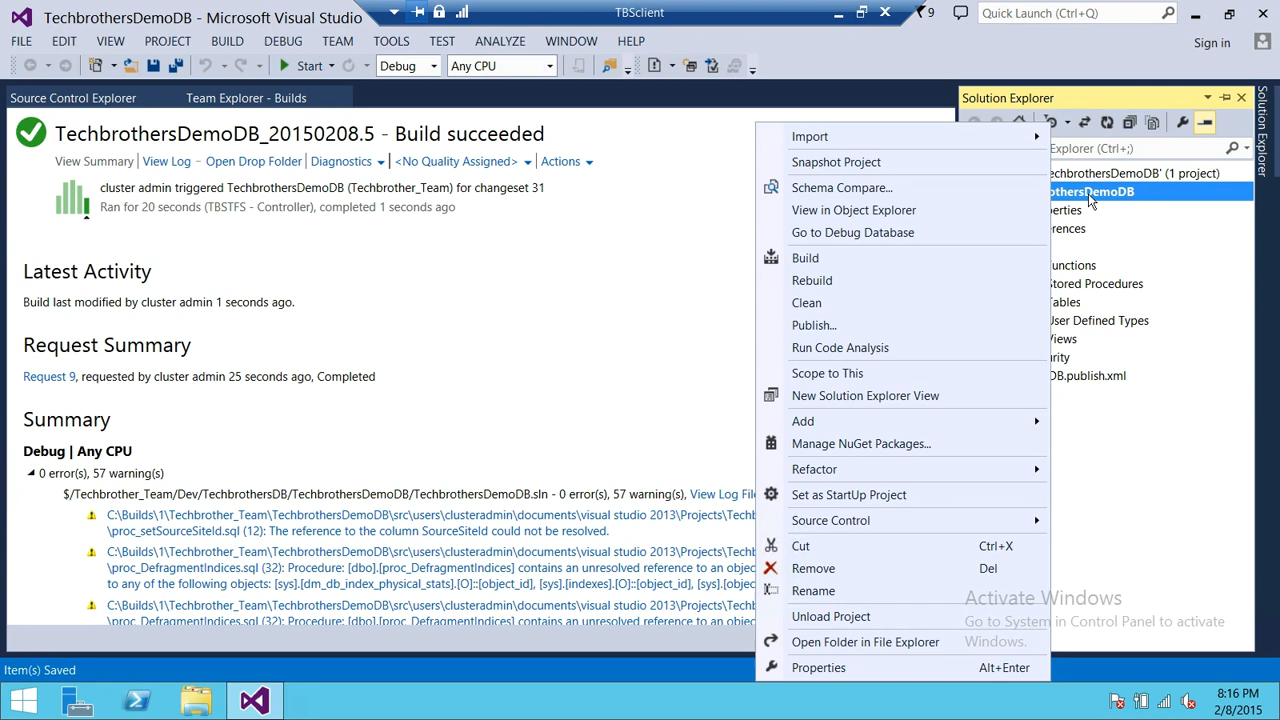 TechbrothersDemoDB - Microsoft Visual Studio
TBSclient
9
Quick Launch (Ctrl+Q)
FILE EDIT VIEW PROJECT BUILD DEBUG TEAM TOOLS TEST ANALYZE WINDOW HELP
Sign in
Start
Debug
Any CPU
Source Control Explorer
Team Explorer - Builds
Solution Explorer
Solution Explorer
TechbrothersDemoDB_20150208.5 - Build succeeded
View Summary | View Log - Open Drop Folder | Diagnostics | <No Quality Assigned> | Actions
cluster admin triggered TechbrothersDemoDB (Techbrother_Team) for changeset 31
Ran for 20 seconds (TBSTFS - Controller), completed 1 seconds ago
Latest Activity
Build last modified by cluster admin 1 seconds ago.
Request Summary
Request 9, requested by cluster admin 25 seconds ago, Completed
Summary
Debug | Any CPU
0 error(s), 57 warning(s)
$/Techbrother_Team/Dev/TechbrothersDB/TechbrothersDemoDB/TechbrothersDemoDB.sln - 0 error(s), 57 warning(s), View Log File
C:\Builds\1\Techbrother_Team\TechbrothersDemoDB\src\users\clusteradmin\documents\visual studio 2013\Projects\Techb
\proc_setSourceSiteId.sql (12): The reference to the column SourceSiteId could not be resolved.
C:\Builds\1\Techbrother_Team\TechbrothersDemoDB\src\users\clusteradmin\documents\visual studio 2013\Projects\Techb
\proc_DefragmentIndices.sql (32): Procedure: [dbo].[proc_DefragmentIndices] contains an unresolved reference to an obje
to any of the following objects: [sys].[dm_db_index_physical_stats].[O]::[object_id], [sys].[indexes].[O]::[object_id], [sys].[obje
C:\Builds\1\Techbrother_Team\TechbrothersDemoDB\src\users\clusteradmin\documents\visual studio 2013\Projects\Techb
\proc_DefragmentIndices.sql (32): Procedure: [dbo].[proc_DefragmentIndices] contains an unresolved reference to an obje
Import
Snapshot Project
Schema Compare...
View in Object Explorer
Go to Debug Database
Build
Rebuild
Clean
Publish...
Run Code Analysis
Scope to This
New Solution Explorer View
Add
Manage NuGet Packages...
Refactor
Set as StartUp Project
Source Control
Cut Ctrl+X
Remove Del
Rename
Unload Project
Open Folder in File Explorer
Properties Alt+Enter
Explorer (Ctrl+;)
echbrothersDemoDB' (1 project)
othersDemoDB
erties
rences
unctions
tored Procedures
ables
User Defined Types
iews
rity
DB.publish.xml
Activate Windows
Go to System in Control Panel to activate
Windows.
Item(s) Saved
8:16 PM
2/8/2015